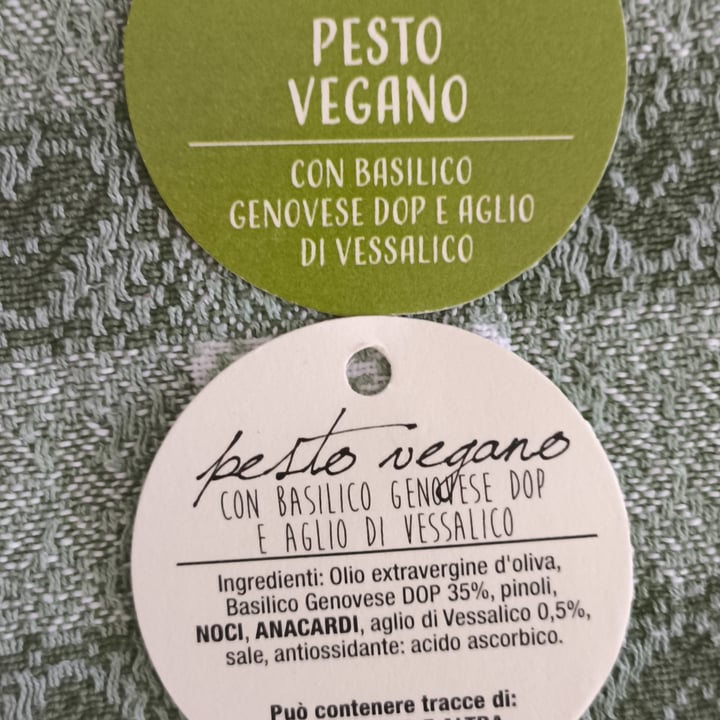 PESTO
VEGANO
CON BASILICO
GENOVESE DOP E AGLIO
DI VESSALICO
pesto vegano
CON BASILICO GENOVESE DOP
E AGLIO DI VESSALICO
Ingredienti: Olio extravergine d'oliva,
Basilico Genovese DOP 35%, pinoli,
NOCI, ANACARDI, aglio di Vessalico 0,5%,
sale, antiossidante: acido ascorbico.
Può contenere tracce di: